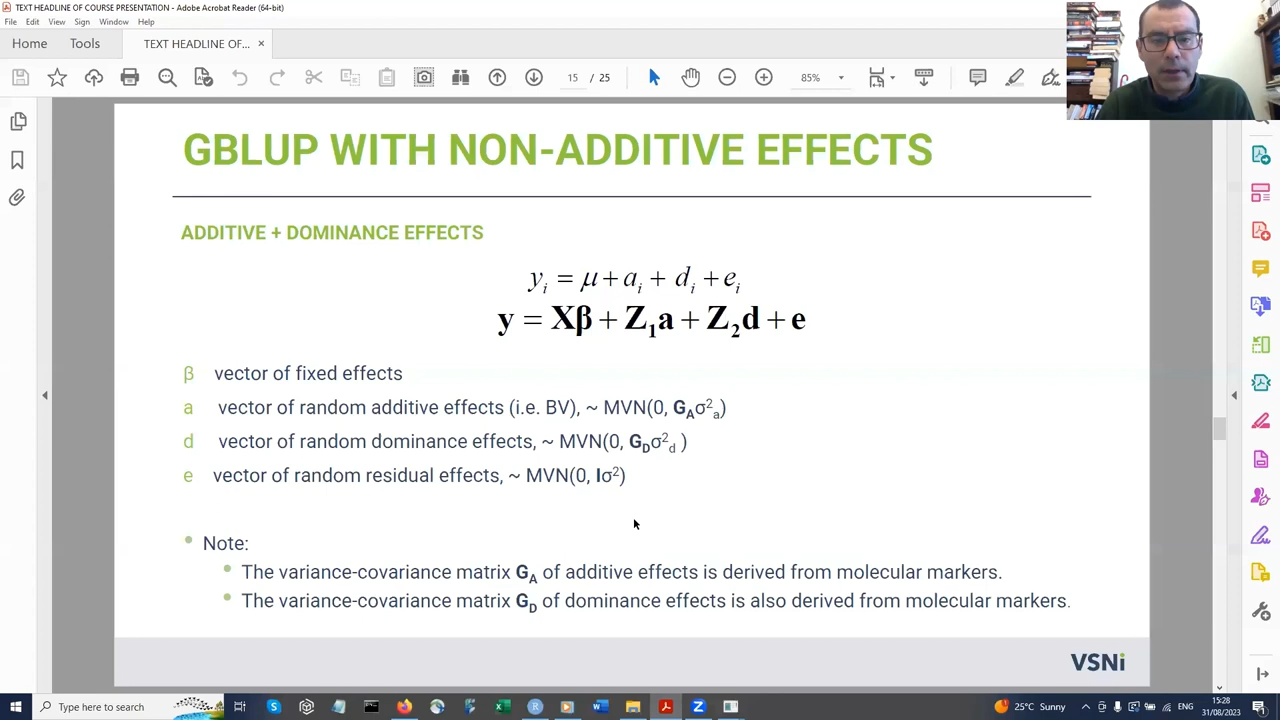 TEXT HEADLINE OF COURSE PRESENTATION - Adobe Acrobat Reader (64-bit)
File Edit View Sign Window Help
Home Tools TEXT HEADLINE OF... ×
15 / 25 85%
GBLUP WITH NON-ADDITIVE EFFECTS
ADDITIVE + DOMINANCE EFFECTS
yᵢ = μ + aᵢ + dᵢ + eᵢ
y = Xβ + Z₁a + Z₂d + e
β vector of fixed effects
a vector of random additive effects (i.e. BV), ~ MVN(0, G_Aσ²ₐ)
d vector of random dominance effects, ~ MVN(0, G_Dσ²_d )
e vector of random residual effects, ~ MVN(0, Iσ²)
• Note:
• The variance-covariance matrix G_A of additive effects is derived from molecular markers.
• The variance-covariance matrix G_D of dominance effects is also derived from molecular markers.
VSNi
Type here to search 25°C Sunny ENG 15:28
31/08/2023